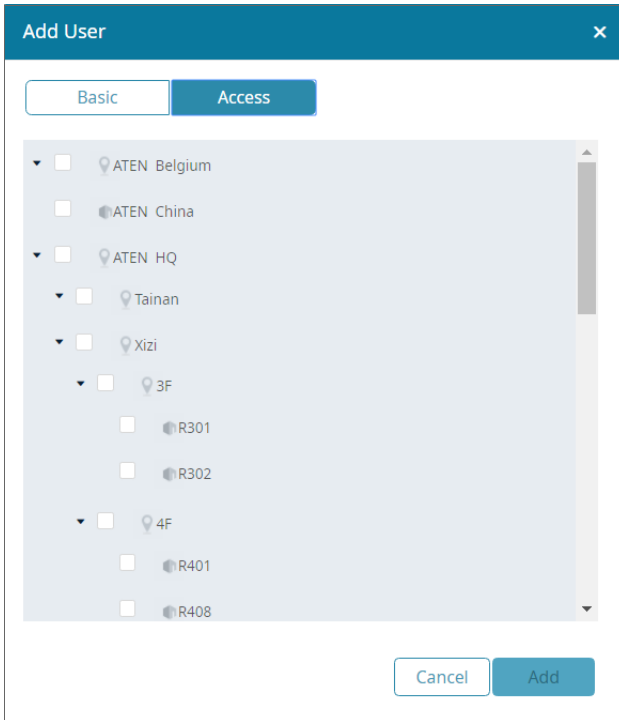 Add User
Basic Access
ATEN Belgium
ATEN China
ATEN HQ
Tainan
Xizi
3F
R301
R302
4F
R401
R408
Cancel Add